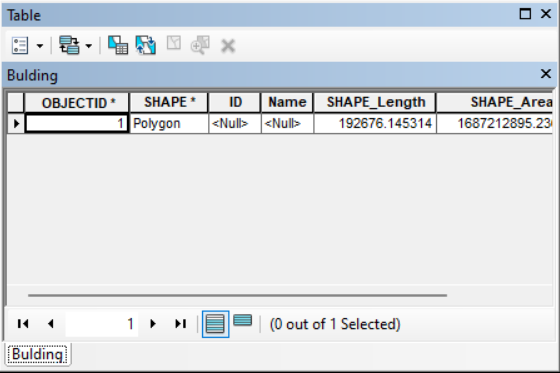 Table
Bulding
OBJECTID * SHAPE * ID Name SHAPE_Length SHAPE_Area
1 Polygon <Null> <Null> 192676.145314 1687212895.23
1 (0 out of 1 Selected)
Bulding